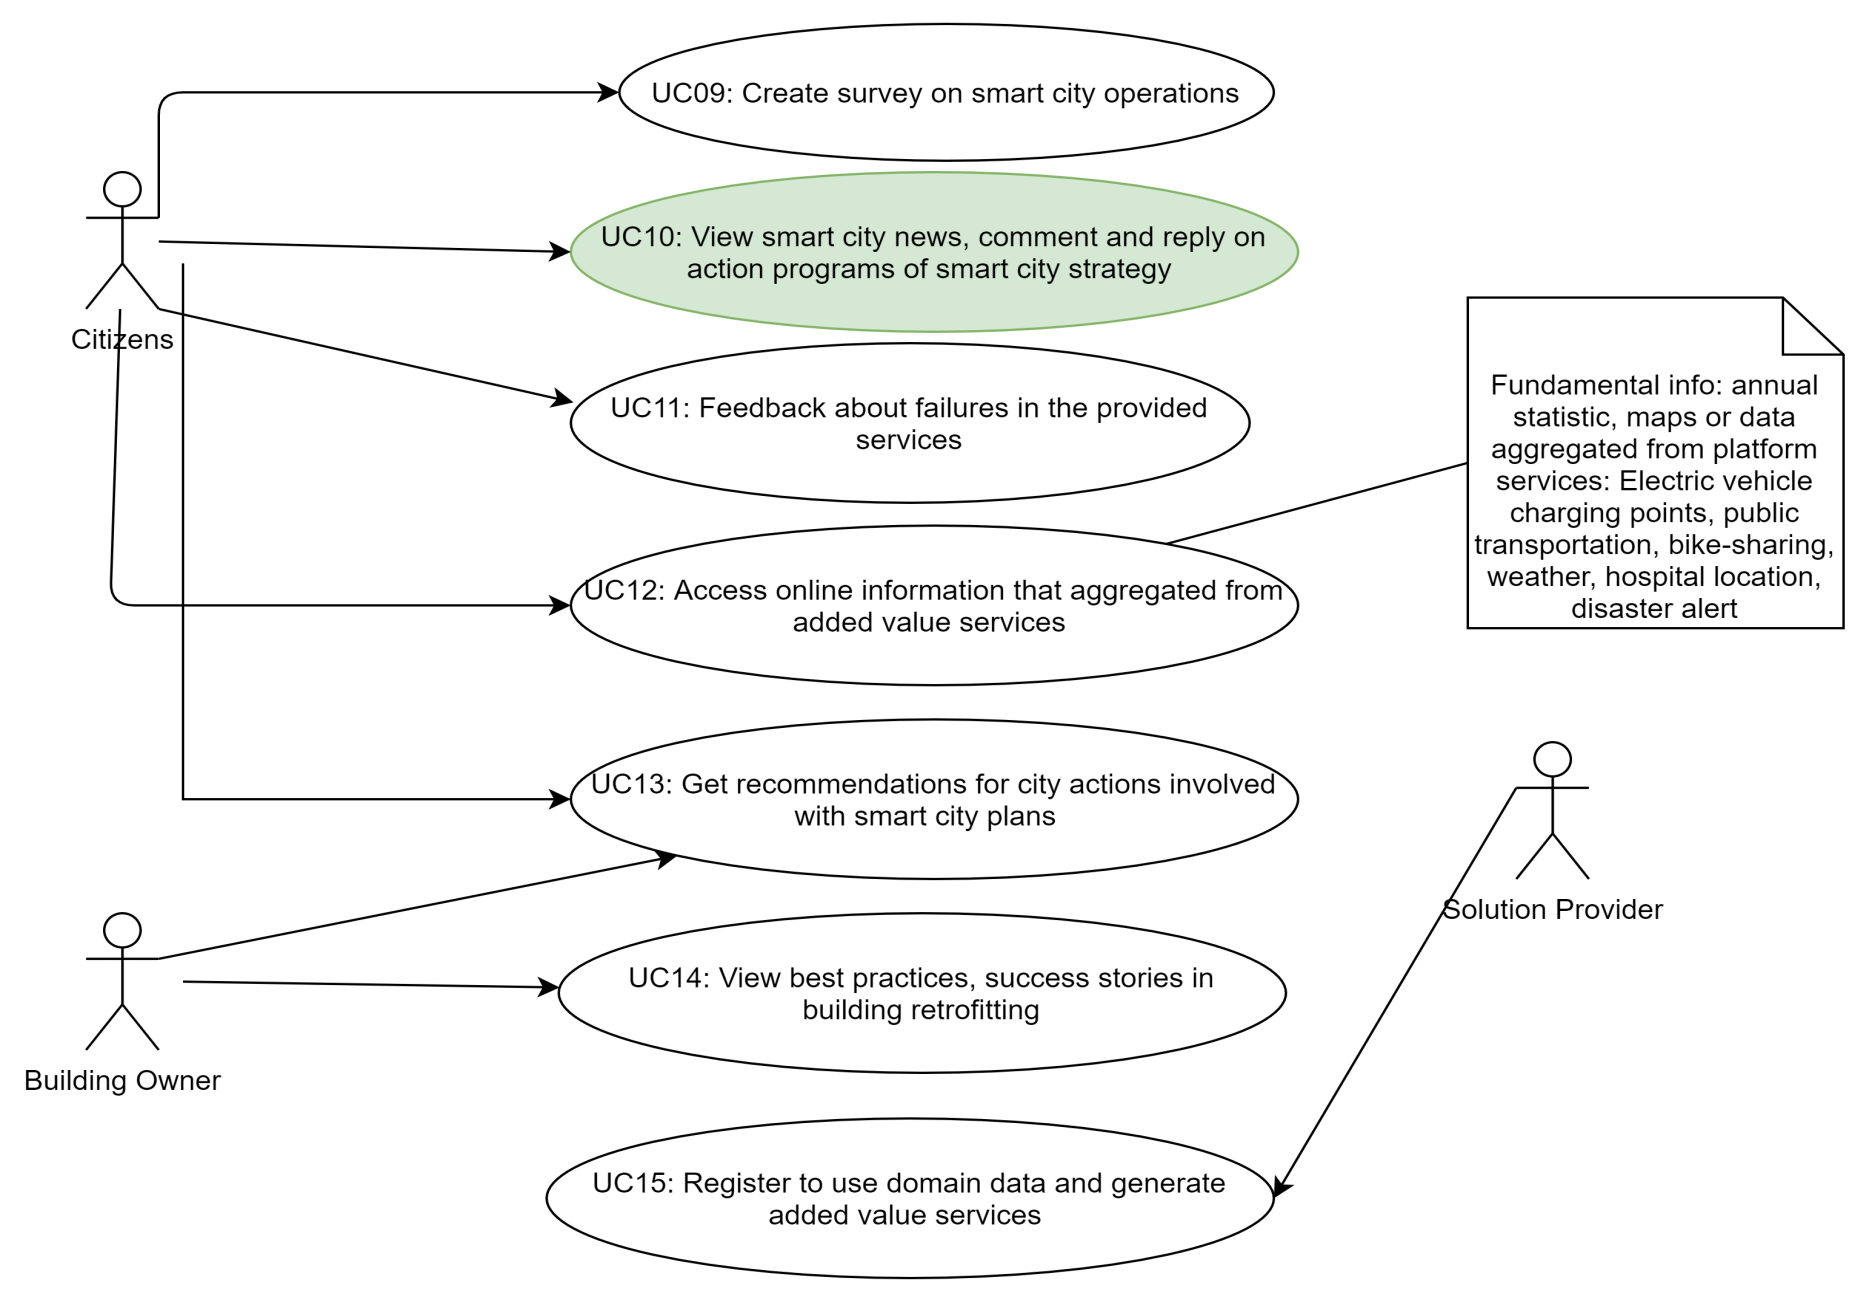 UC09: Create survey on smart city operations
UC10: View smart city news, comment and reply on
action programs of smart city strategy
Citizens
UC11: Feedback about failures in the provided
services
Fundamental info: annual
statistic, maps or data
aggregated from platform
services: Electric vehicle
charging points, public
transportation, bike-sharing,
weather, hospital location,
disaster alert
UC12: Access online information that aggregated from
added value services
UC13: Get recommendations for city actions involved
with smart city plans
Solution Provider
UC14: View best practices, success stories in
building retrofitting
Building Owner
UC15: Register to use domain data and generate
added value services